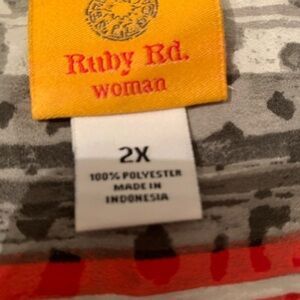 Ruby Rd.
woman
2X
100% POLYESTER
MADE IN
INDONESIA